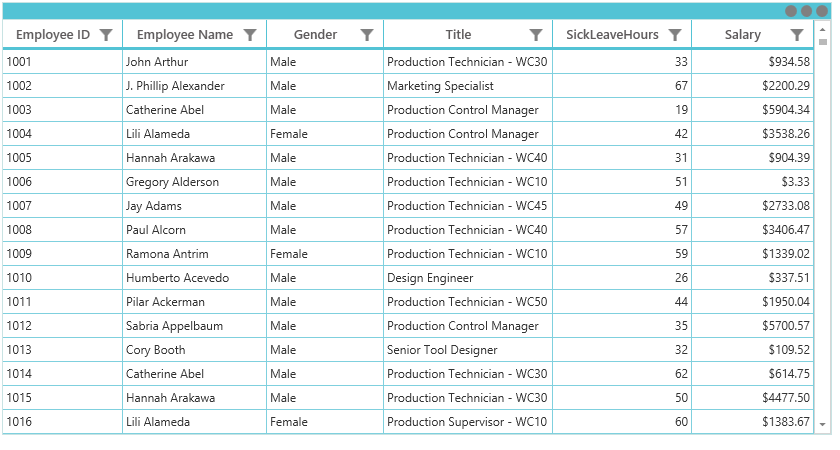 Employee ID Employee Name Gender Title SickLeaveHours Salary
1001 John Arthur Male Production Technician - WC30 33 $934.58
1002 J. Phillip Alexander Male Marketing Specialist 67 $2200.29
1003 Catherine Abel Male Production Control Manager 19 $5904.34
1004 Lili Alameda Female Production Control Manager 42 $3538.26
1005 Hannah Arakawa Male Production Technician - WC40 31 $904.39
1006 Gregory Alderson Male Production Technician - WC10 51 $3.33
1007 Jay Adams Male Production Technician - WC45 49 $2733.08
1008 Paul Alcorn Male Production Technician - WC40 57 $3406.47
1009 Ramona Antrim Female Production Technician - WC10 59 $1339.02
1010 Humberto Acevedo Male Design Engineer 26 $337.51
1011 Pilar Ackerman Male Production Technician - WC50 44 $1950.04
1012 Sabria Appelbaum Male Production Control Manager 35 $5700.57
1013 Cory Booth Male Senior Tool Designer 32 $109.52
1014 Catherine Abel Male Production Technician - WC30 62 $614.75
1015 Hannah Arakawa Male Production Technician - WC30 50 $4477.50
1016 Lili Alameda Female Production Supervisor - WC10 60 $1383.67